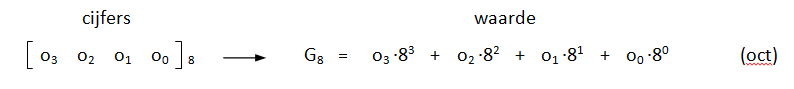 cijfers waarde
[ o₃ o₂ o₁ o₀ ]₈ ⟶ G₈ = o₃·8³ + o₂·8² + o₁·8¹ + o₀·8⁰ (oct)